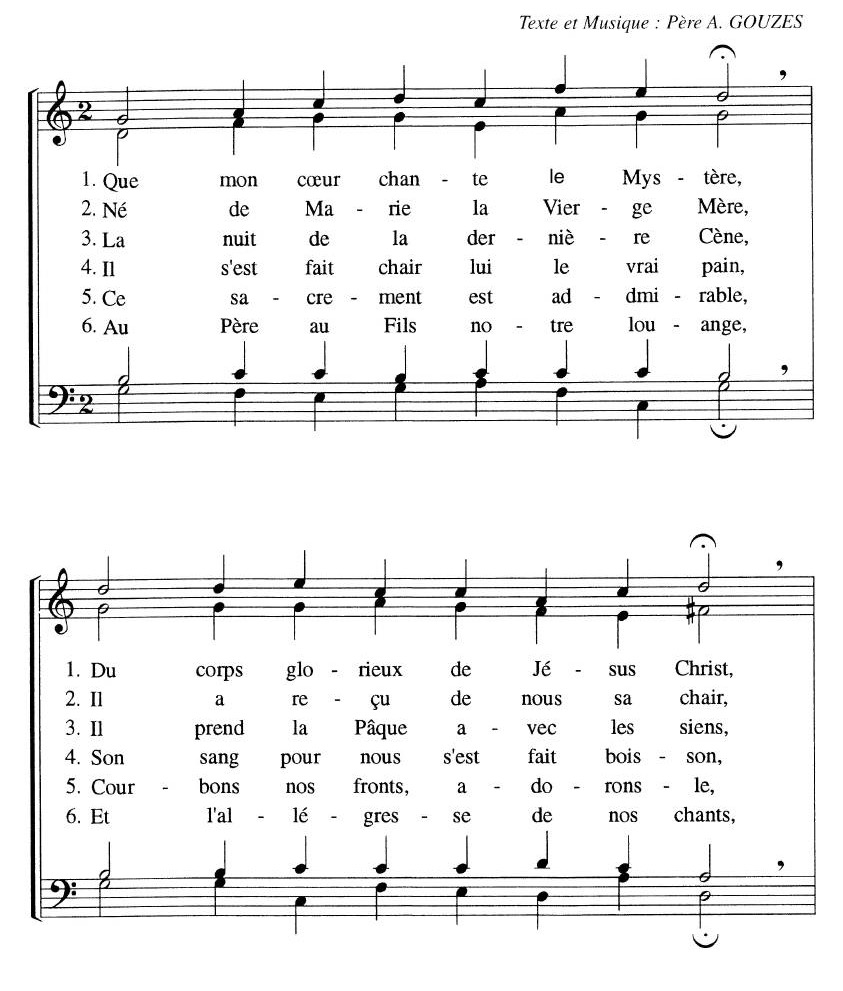 Texte et Musique : Père A. GOUZES
2
1. Que mon cœur chan - te le Mys - tère,
2. Né de Ma - rie la Vier - ge Mère,
3. La nuit de la der - niè - re Cène,
4. Il s'est fait chair lui le vrai pain,
5. Ce sa - cre - ment est ad - dmi - rable,
6. Au Père au Fils no - tre lou - ange,
2
1. Du corps glo - rieux de Jé - sus Christ,
2. Il a re - çu de nous sa chair,
3. Il prend la Pâque a - vec les siens,
4. Son sang pour nous s'est fait bois - son,
5. Cour - bons nos fronts, a - do - rons - le,
6. Et l'al - lé - gres - se de nos chants,